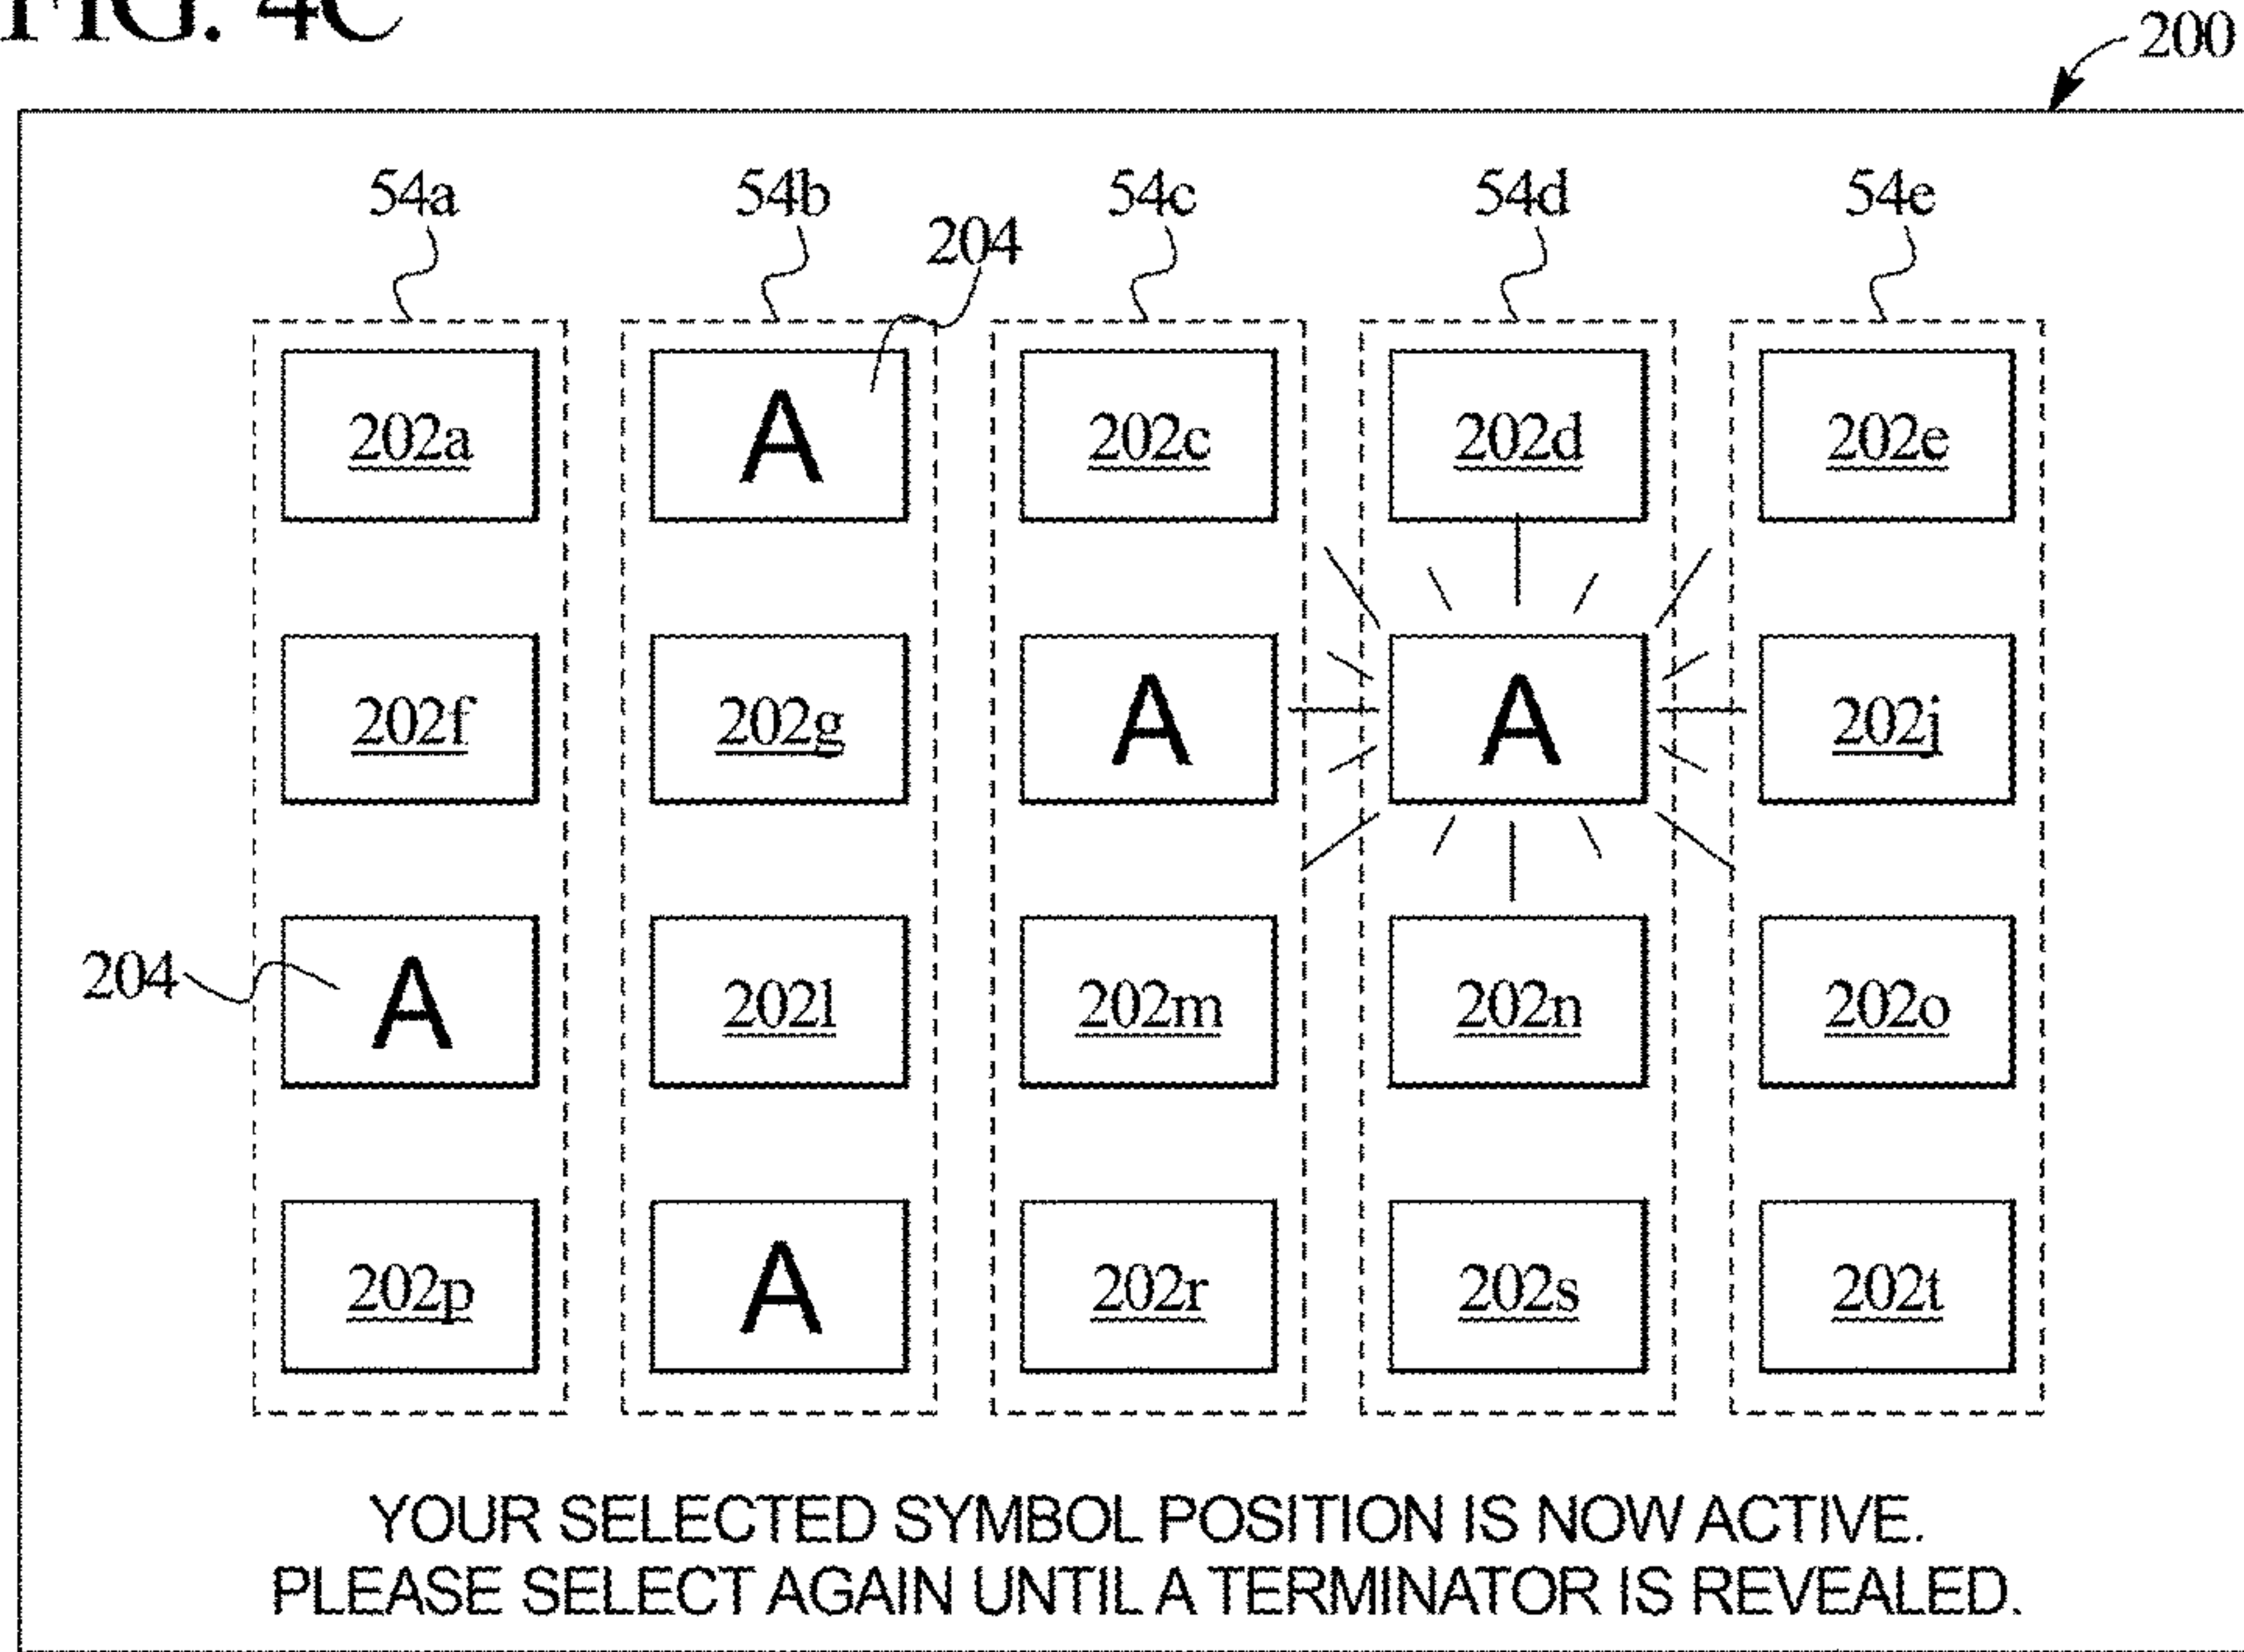 FIG. 4C
200
54a 54b 54c 54d 54e
204
202a A 202c 202d 202e
202f 202g A A 202j
204 A 202l 202m 202n 202o
202p A 202r 202s 202t
YOUR SELECTED SYMBOL POSITION IS NOW ACTIVE.
PLEASE SELECT AGAIN UNTIL A TERMINATOR IS REVEALED.